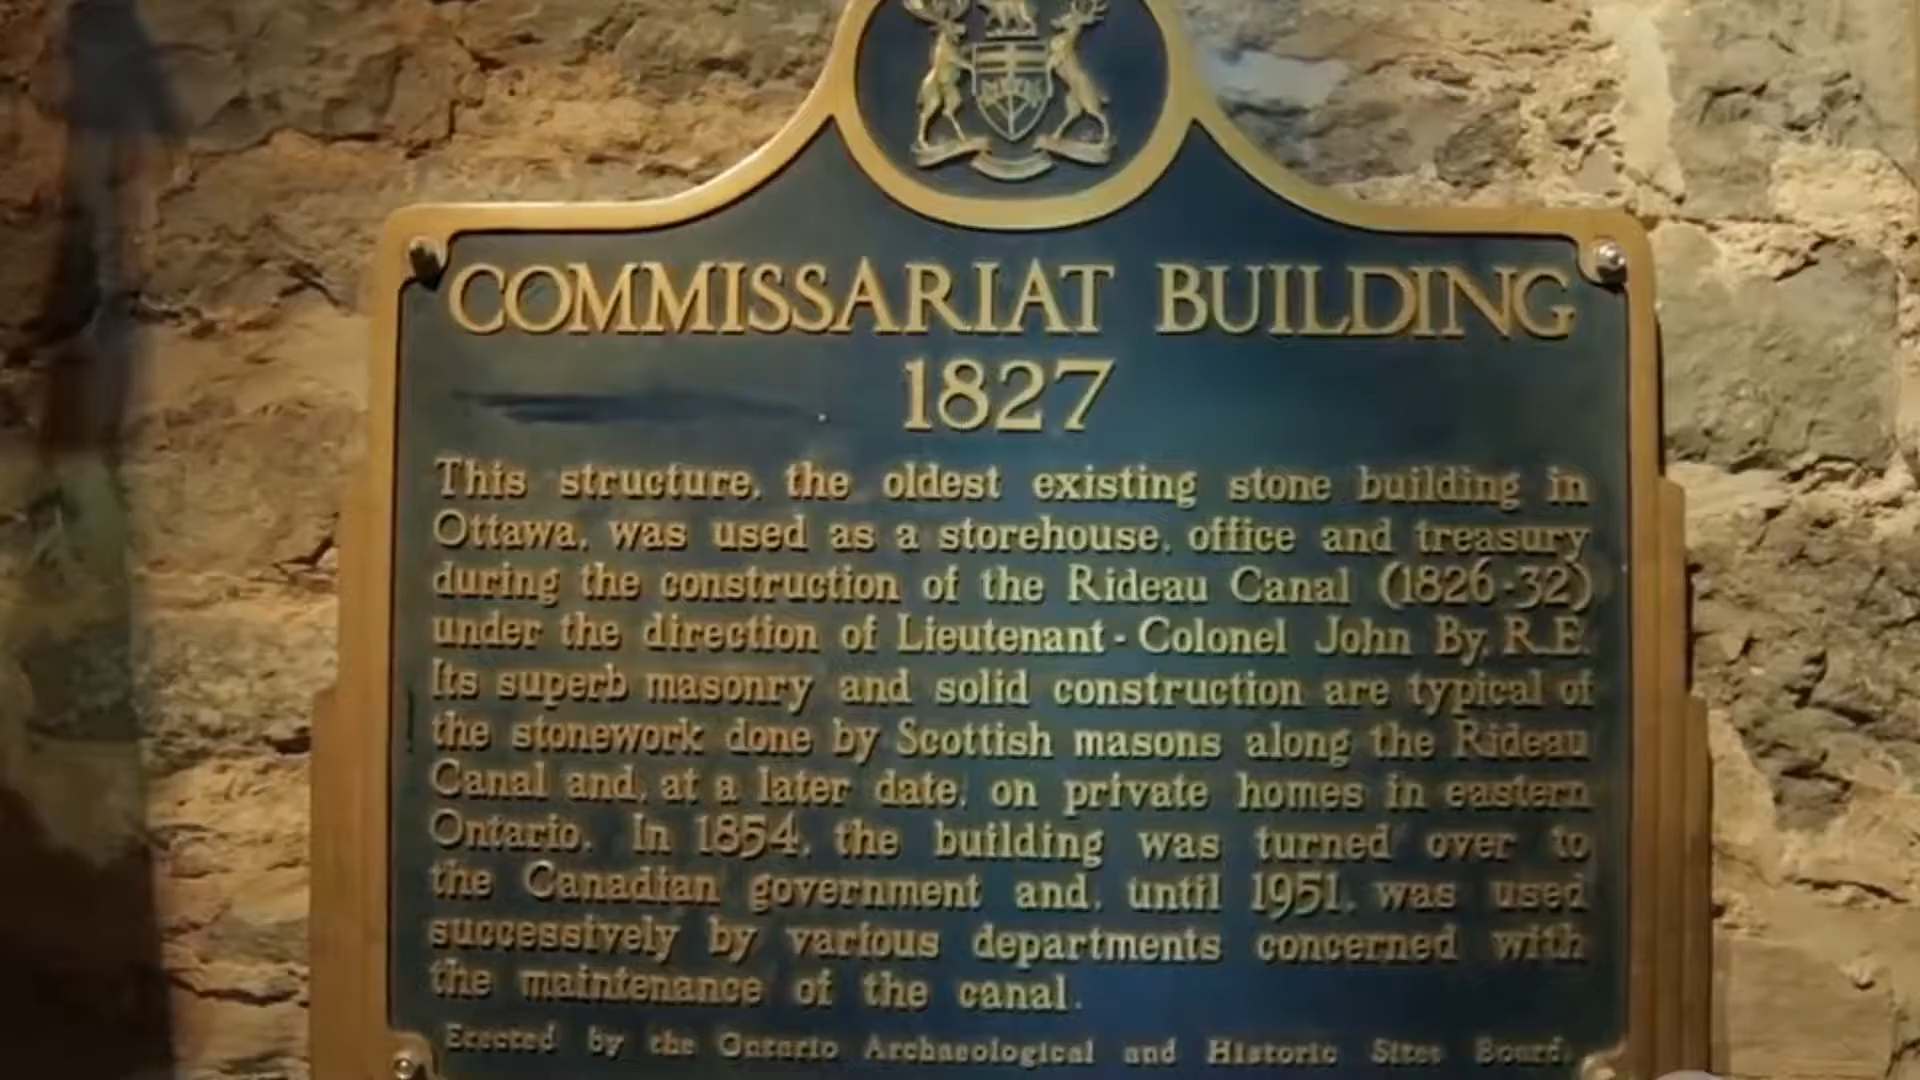 COMMISSARIAT BUILDING
1827
This structure, the oldest existing stone building in
Ottawa, was used as a storehouse, office and treasury
during the construction of the Rideau Canal (1826-32)
under the direction of Lieutenant-Colonel John By, R.E.
Its superb masonry and solid construction are typical of
the stonework done by Scottish masons along the Rideau
Canal and, at a later date, on private homes in eastern
Ontario. In 1854, the building was turned over to
the Canadian government and, until 1951, was used
successively by various departments concerned with
the maintenance of the canal.
Erected by the Ontario Archaeological and Historic Sites Board.